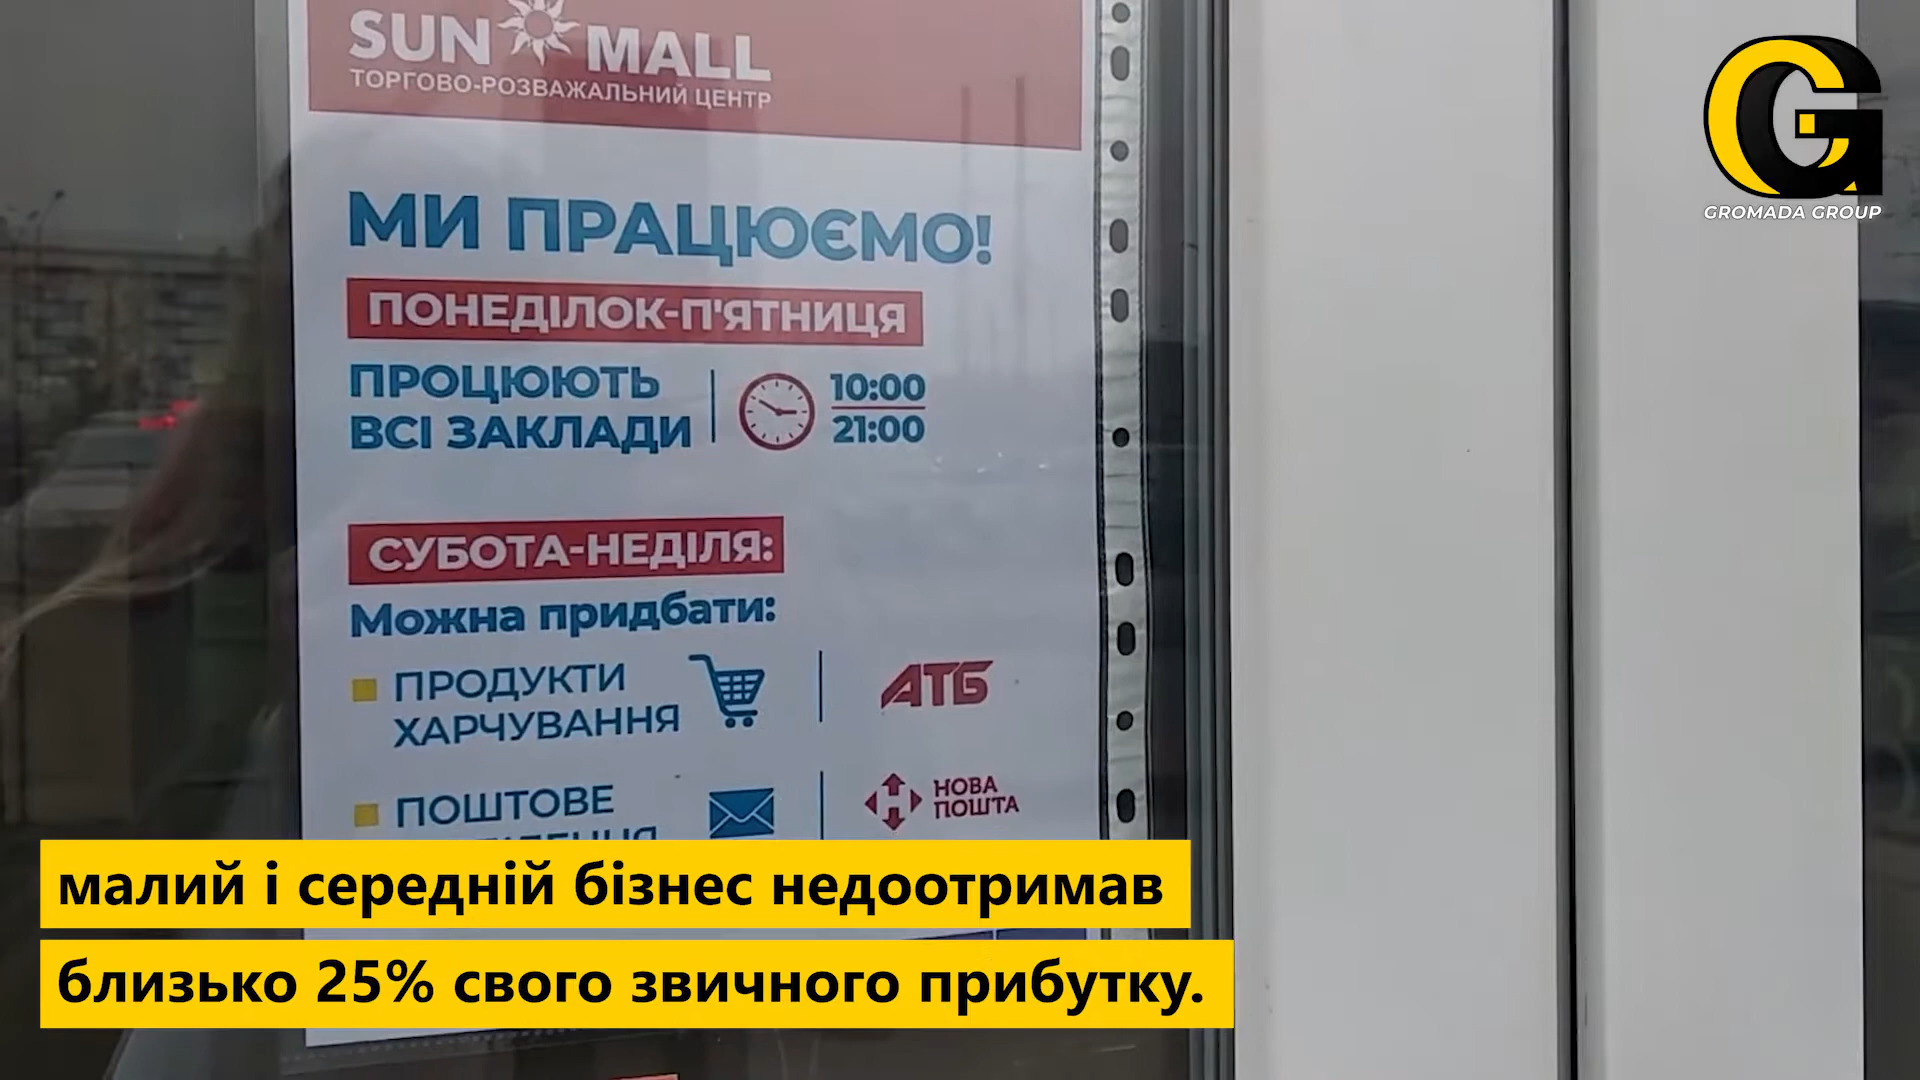 SUN MALL
ТОРГОВО-РОЗВАЖАЛЬНИЙ ЦЕНТР
GROMADA GROUP
МИ ПРАЦЮЄМО!
ПОНЕДІЛОК-П'ЯТНИЦЯ
ПРОЦЮЮТЬ
ВСІ ЗАКЛАДИ
10:00
21:00
СУБОТА-НЕДІЛЯ:
Можна придбати:
ПРОДУКТИ
ХАРЧУВАННЯ
АТБ
ПОШТОВЕ
НОВА
ПОШТА
малий і середній бізнес недоотримав
близько 25% свого звичного прибутку.